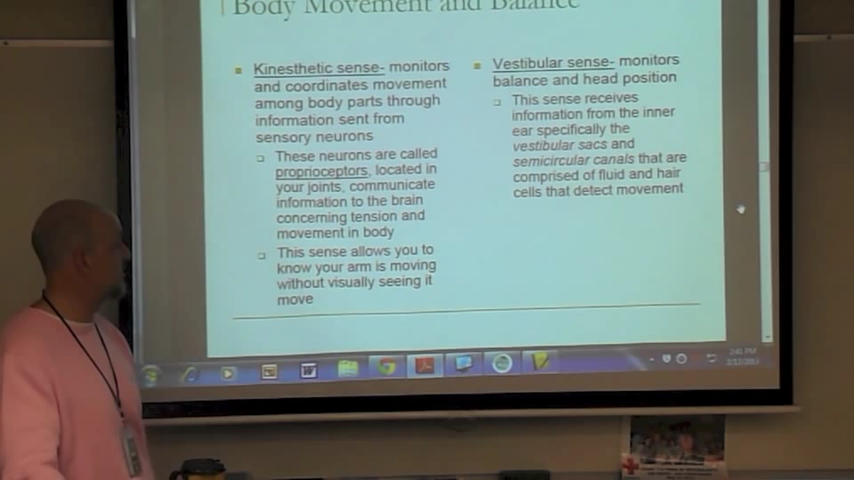 Body Movement and Balance
Kinesthetic sense- monitors
and coordinates movement
among body parts through
information sent from
sensory neurons
These neurons are called
proprioceptors, located in
your joints, communicate
information to the brain
concerning tension and
movement in body
This sense allows you to
know your arm is moving
without visually seeing it
move
Vestibular sense- monitors
balance and head position
This sense receives
information from the inner
ear specifically the
vestibular sacs and
semicircular canals that are
comprised of fluid and hair
cells that detect movement
2:41 PM